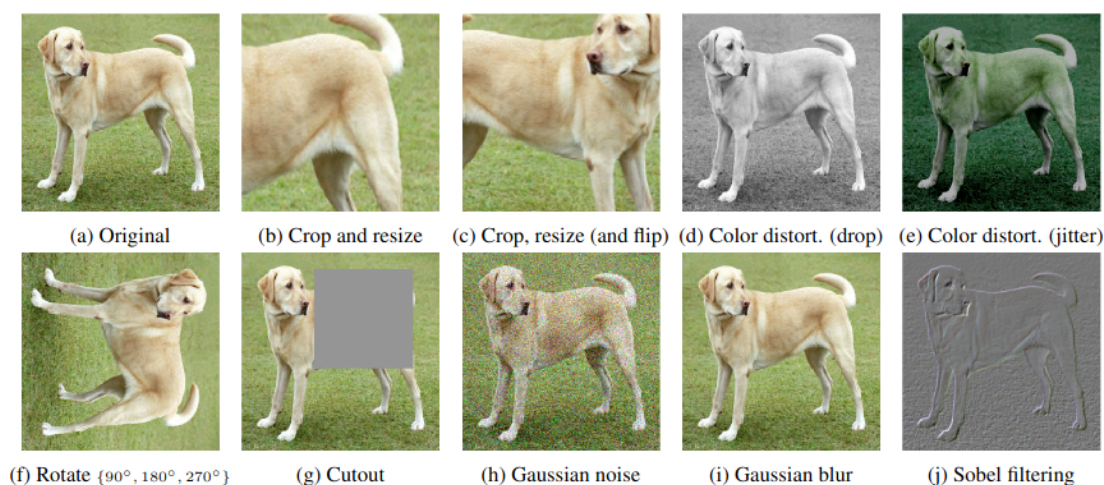 (a) Original
(b) Crop and resize
(c) Crop, resize (and flip)
(d) Color distort. (drop)
(e) Color distort. (jitter)
(f) Rotate {90°, 180°, 270°}
(g) Cutout
(h) Gaussian noise
(i) Gaussian blur
(j) Sobel filtering